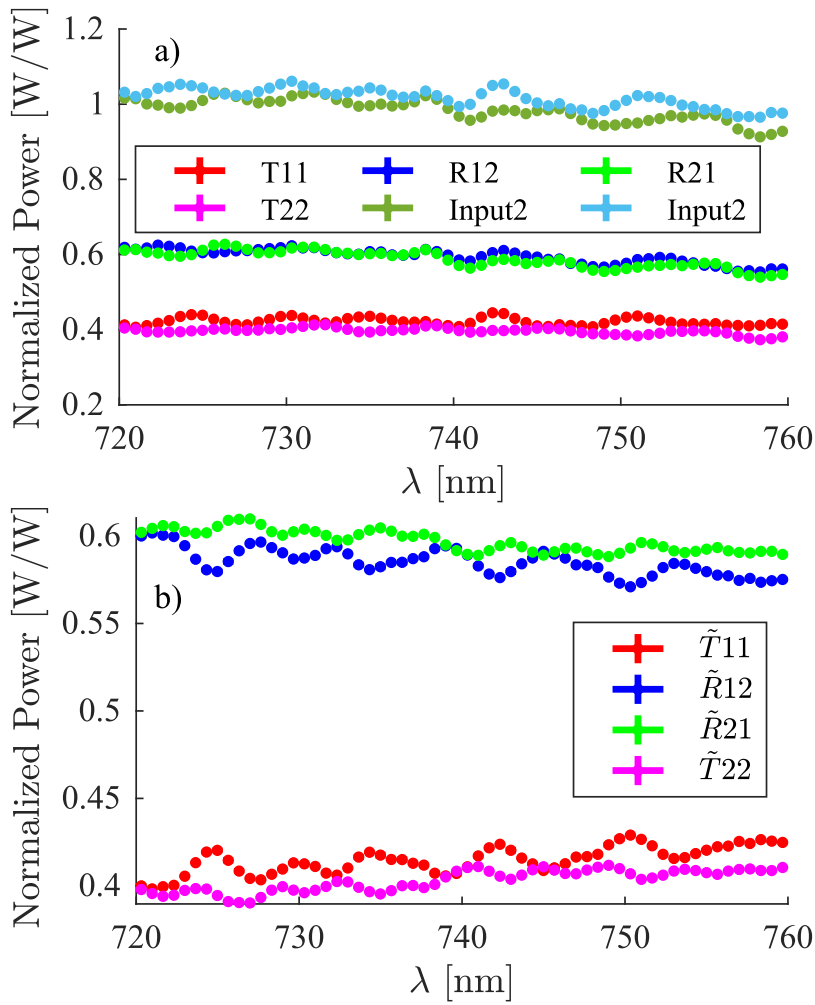 a)
Normalized Power [W/W]
1.2
1
0.8
0.6
0.4
0.2
T11 R12 R21
T22 Input2 Input2
720 730 740 750 760
λ [nm]
b)
Normalized Power [W/W]
0.6
0.55
0.5
0.45
0.4
T̃11
R̃12
R̃21
T̃22
720 730 740 750 760
λ [nm]